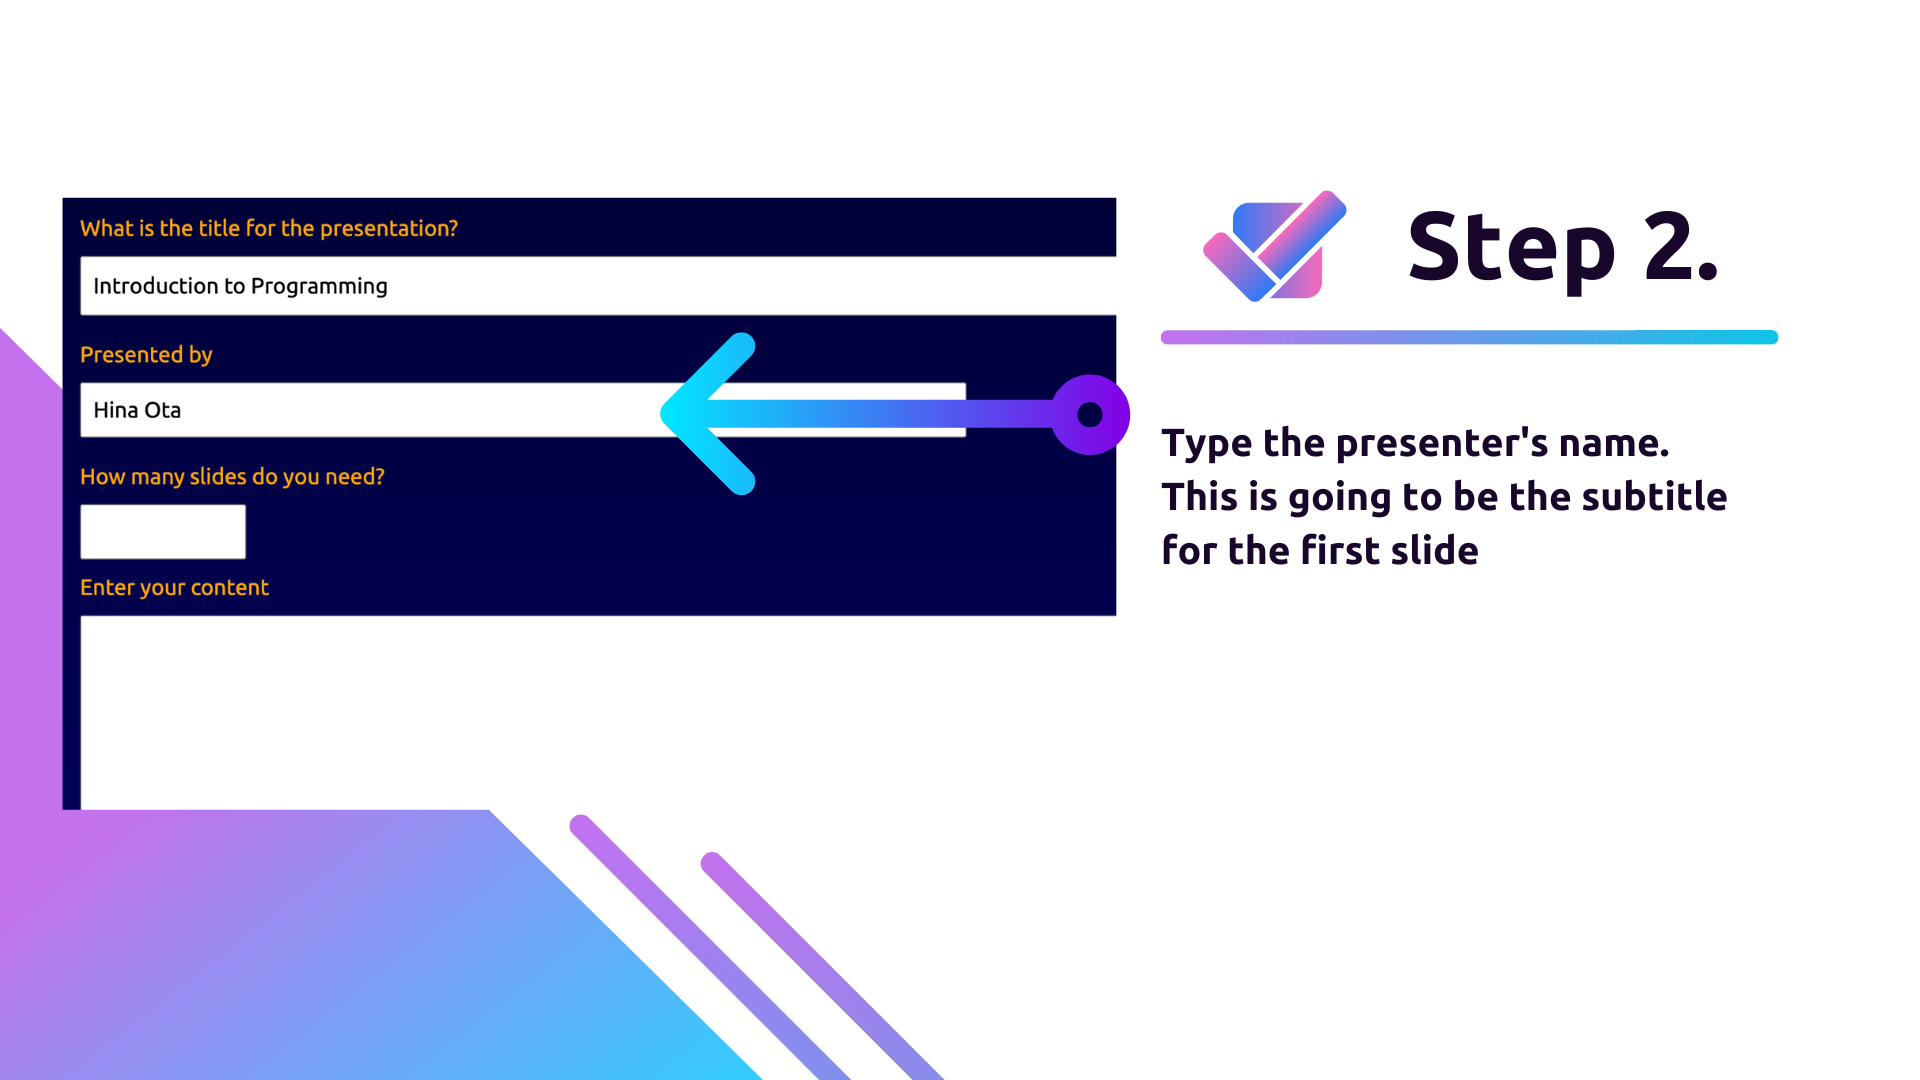 What is the title for the presentation?
Introduction to Programming
Presented by
Hina Ota
How many slides do you need?
Enter your content
Step 2.
Type the presenter's name.
This is going to be the subtitle
for the first slide